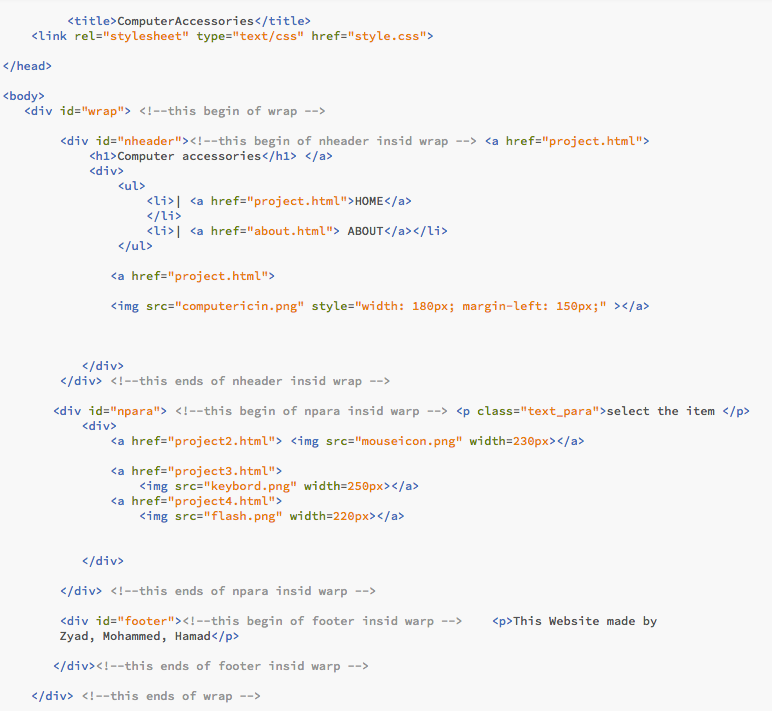 <title>ComputerAccessories</title>
<link rel="stylesheet" type="text/css" href="style.css">
</head>
<body>
<div id="wrap"> <!--this begin of wrap -->
<div id="nheader"><!--this begin of nheader insid wrap --> <a href="project.html">
<h1>Computer accessories</h1> </a>
<div>
<ul>
<li>| <a href="project.html">HOME</a>
</li>
<li>| <a href="about.html"> ABOUT</a></li>
</ul>
<a href="project.html">
<img src="computericin.png" style="width: 180px; margin-left: 150px;" ></a>
</div>
</div> <!--this ends of nheader insid wrap -->
<div id="npara"> <!--this begin of npara insid warp --> <p class="text_para">select the item </p>
<div>
<a href="project2.html"> <img src="mouseicon.png" width=230px></a>
<a href="project3.html">
<img src="keybord.png" width=250px></a>
<a href="project4.html">
<img src="flash.png" width=220px></a>
</div>
</div> <!--this ends of npara insid warp -->
<div id="footer"><!--this begin of footer insid warp --> <p>This Website made by
Zyad, Mohammed, Hamad</p>
</div><!--this ends of footer insid warp -->
</div> <!--this ends of wrap -->